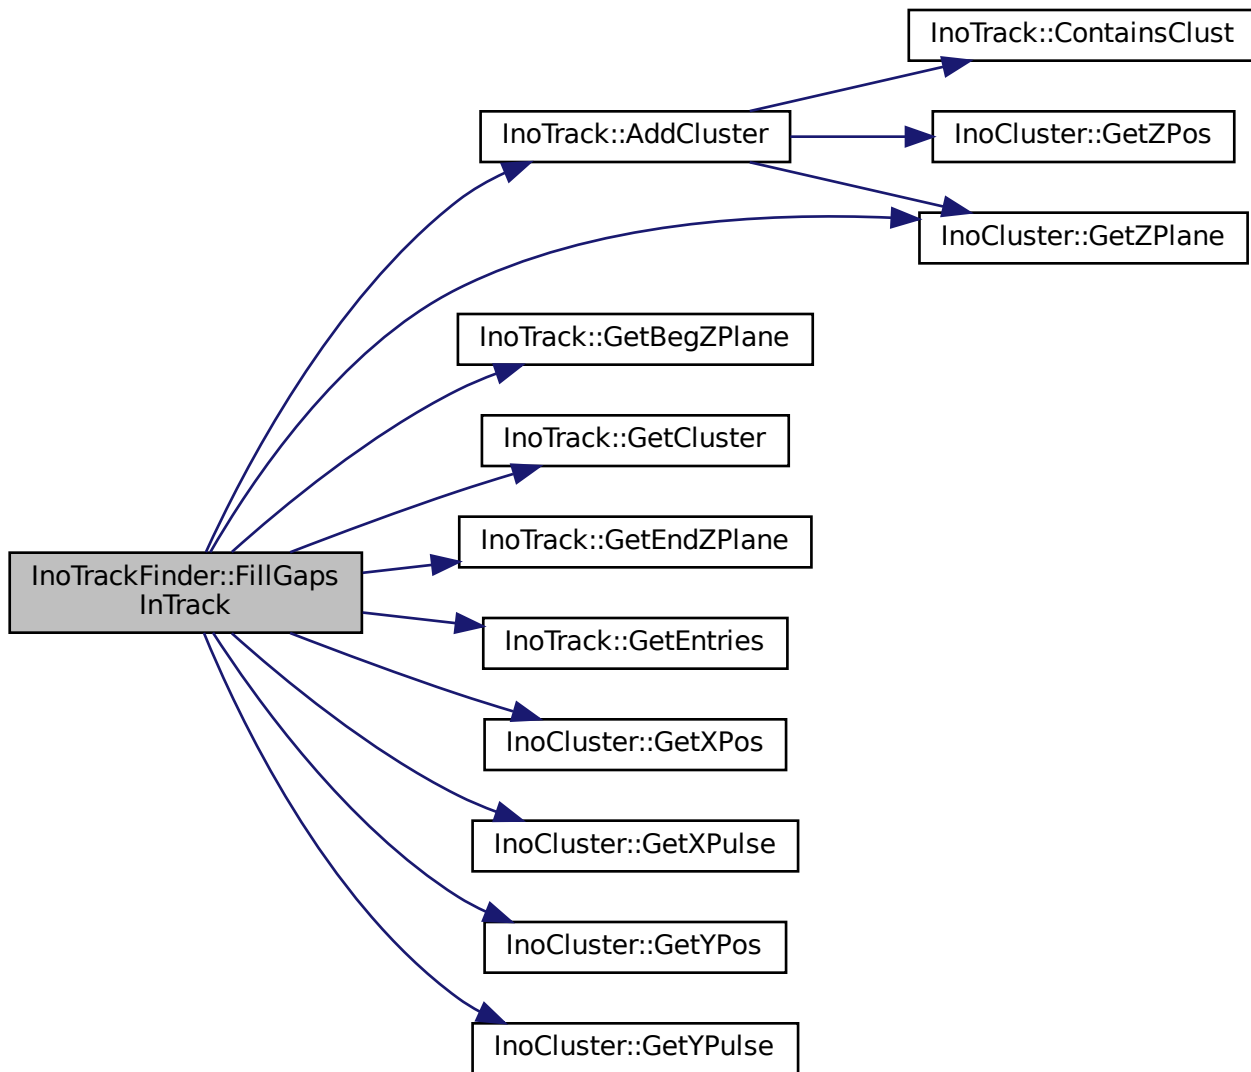 InoTrack::ContainsClust
InoTrack::AddCluster
InoCluster::GetZPos
InoCluster::GetZPlane
InoTrack::GetBegZPlane
InoTrack::GetCluster
InoTrack::GetEndZPlane
InoTrackFinder::FillGaps
InTrack
InoTrack::GetEntries
InoCluster::GetXPos
InoCluster::GetXPulse
InoCluster::GetYPos
InoCluster::GetYPulse